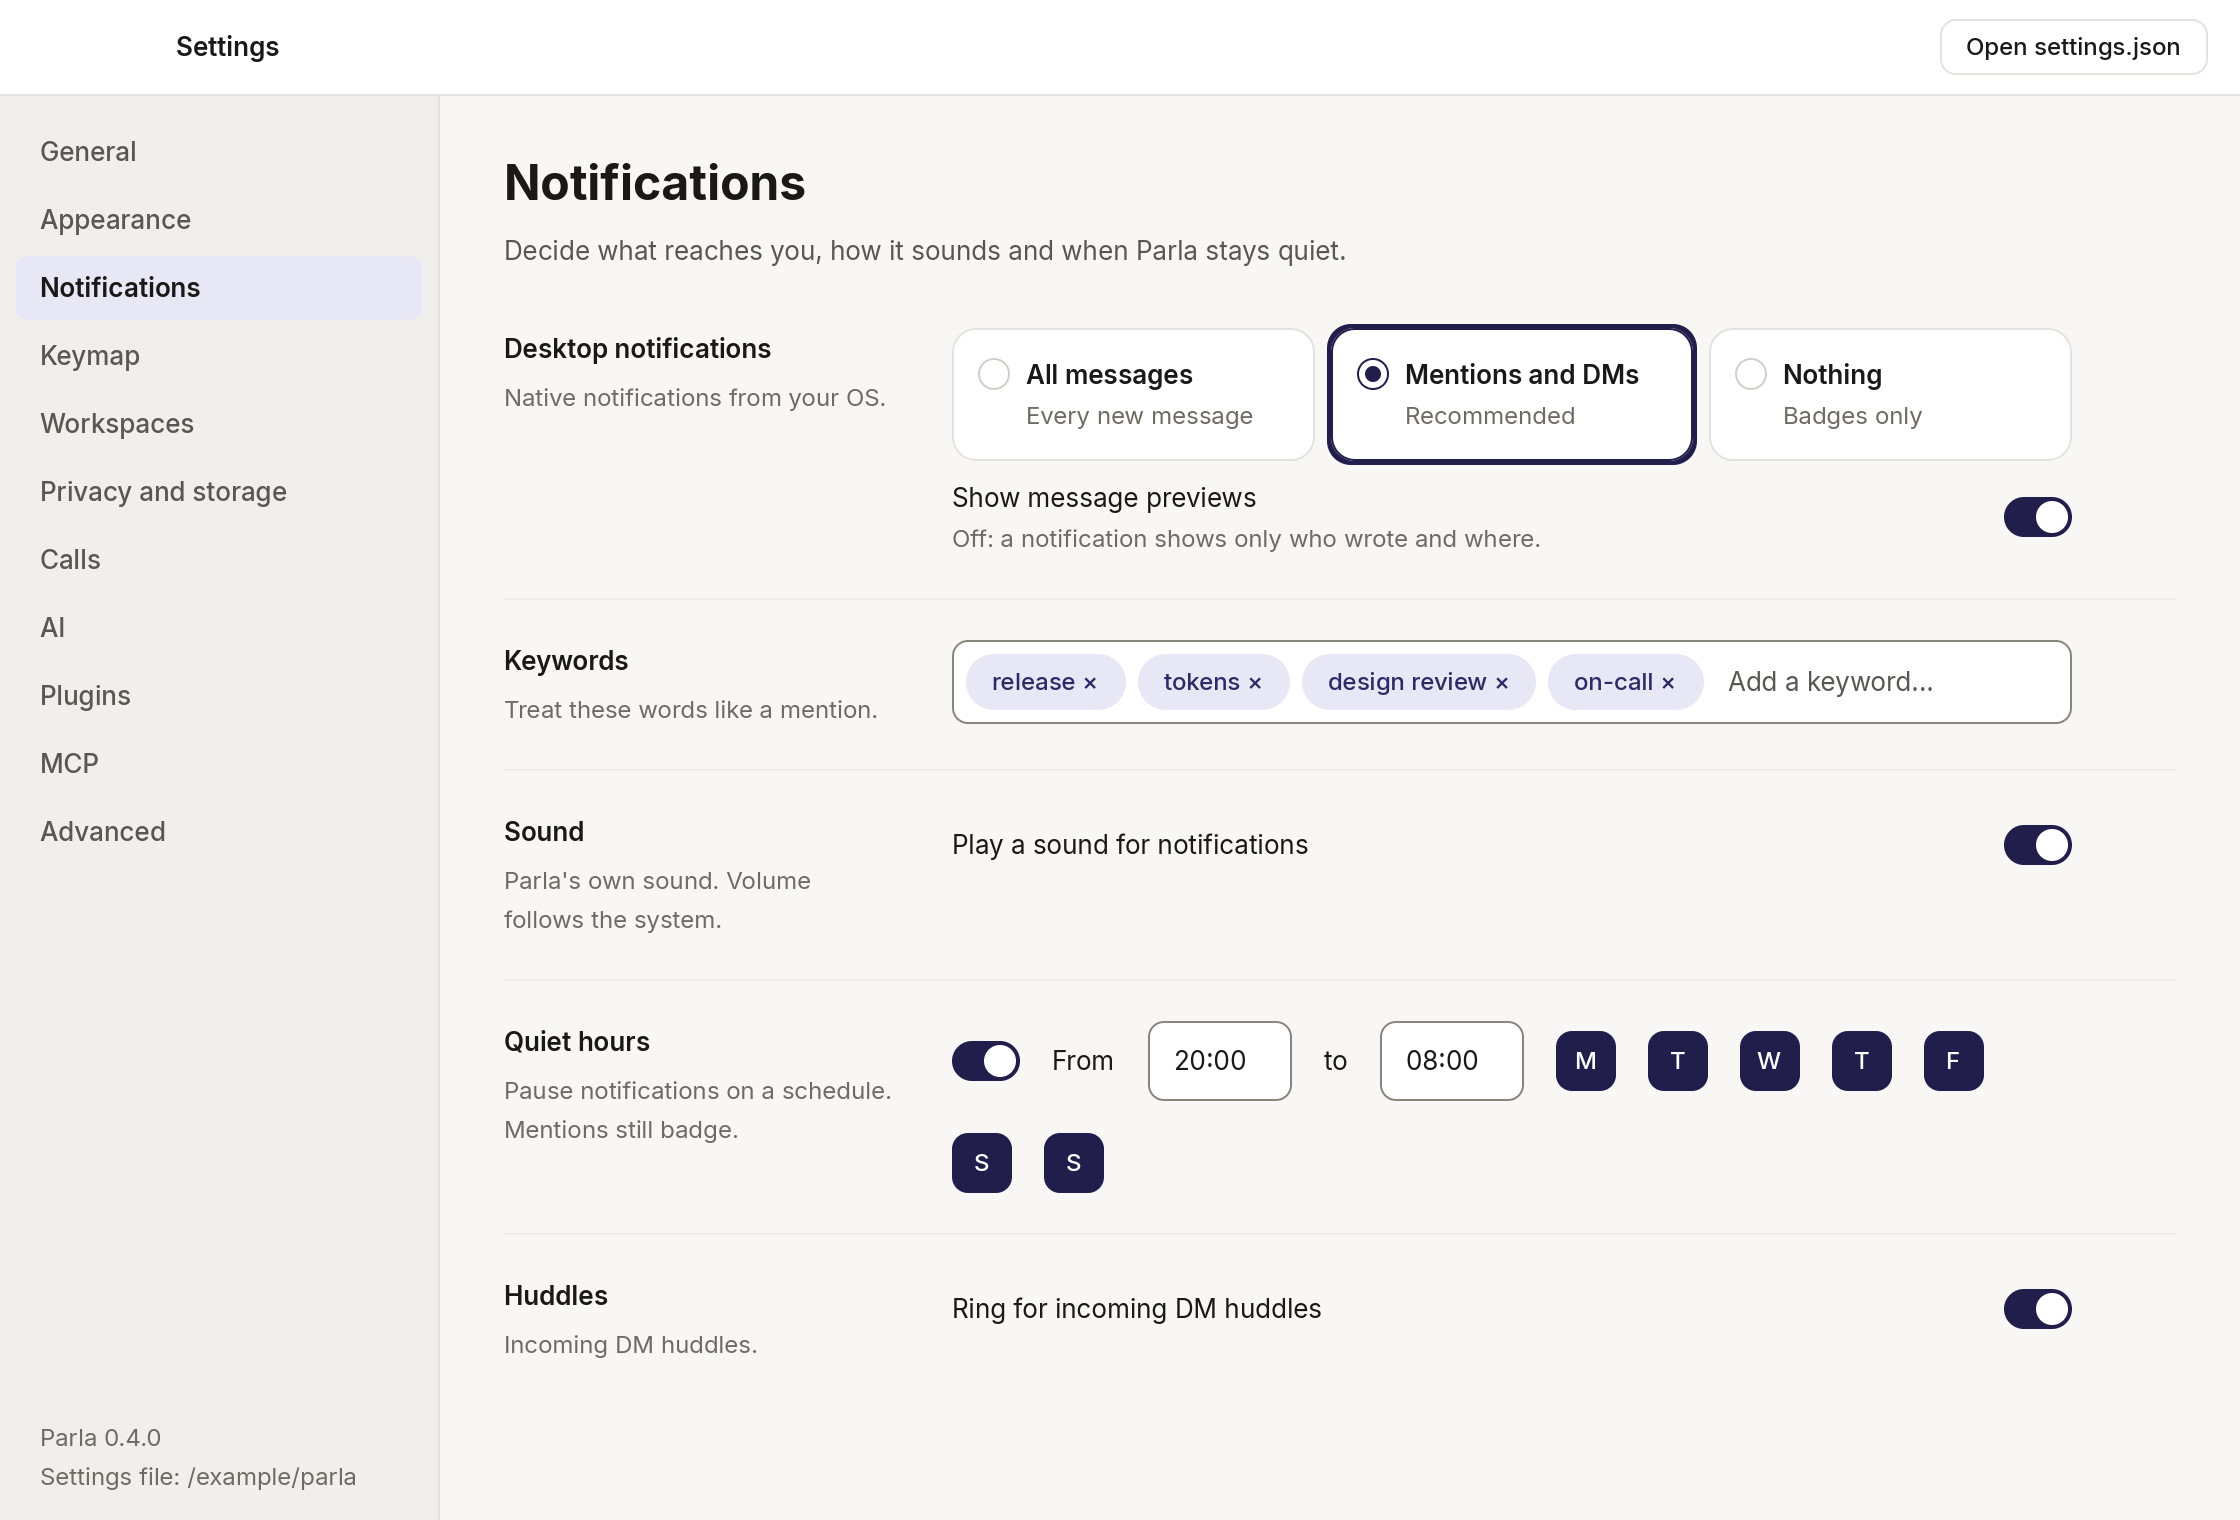 Settings
Open settings.json
General
Appearance
Notifications
Keymap
Workspaces
Privacy and storage
Calls
AI
Plugins
MCP
Advanced
Parla 0.4.0
Settings file: /example/parla
Notifications
Decide what reaches you, how it sounds and when Parla stays quiet.
Desktop notifications
Native notifications from your OS.
All messages
Every new message
Mentions and DMs
Recommended
Nothing
Badges only
Show message previews
Off: a notification shows only who wrote and where.
Keywords
Treat these words like a mention.
release × tokens × design review × on-call × Add a keyword...
Sound
Parla's own sound. Volume
follows the system.
Play a sound for notifications
Quiet hours
Pause notifications on a schedule.
Mentions still badge.
From 20:00 to 08:00 M T W T F
S S
Huddles
Incoming DM huddles.
Ring for incoming DM huddles